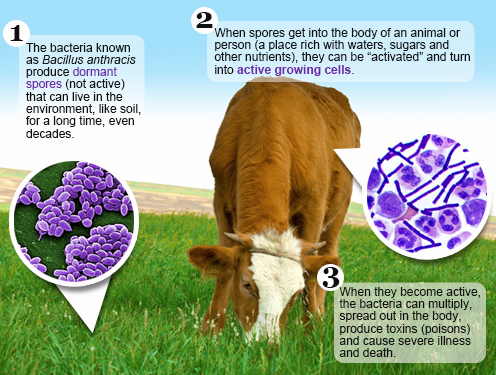 1
The bacteria known
as Bacillus anthracis
produce dormant
spores (not active)
that can live in the
environment, like soil,
for a long time, even
decades.
2
When spores get into the body of an animal or
person (a place rich with waters, sugars and
other nutrients), they can be “activated” and turn
into active growing cells.
3
When they become active,
the bacteria can multiply,
spread out in the body,
produce toxins (poisons)
and cause severe illness
and death.